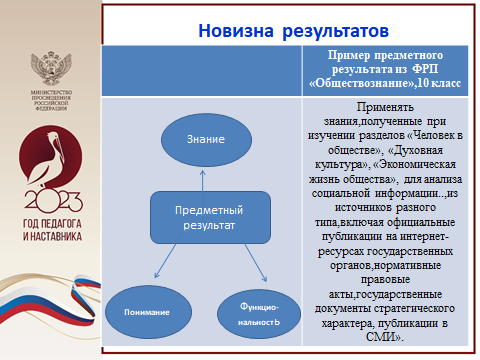 МИНИСТЕРСТВО
ПРОСВЕЩЕНИЯ
РОССИЙСКОЙ
ФЕДЕРАЦИИ
2023
ГОД ПЕДАГОГА
И НАСТАВНИКА
Новизна результатов
Пример предметного
результата из ФРП
«Обществознание»,10 класс
Знание
Предметный
результат
Понимание
Функцио-
нальностЬ
Применять
знания,полученные при
изучении разделов «Человек в
обществе», «Духовная
культура», «Экономическая
жизнь общества», для анализа
социальной информации..,из
источников разного
типа,включая официальные
публикации на интернет-
ресурсах государственных
органов,нормативные
правовые
акты,государственные
документы стратегического
характера, публикации в
СМИ».